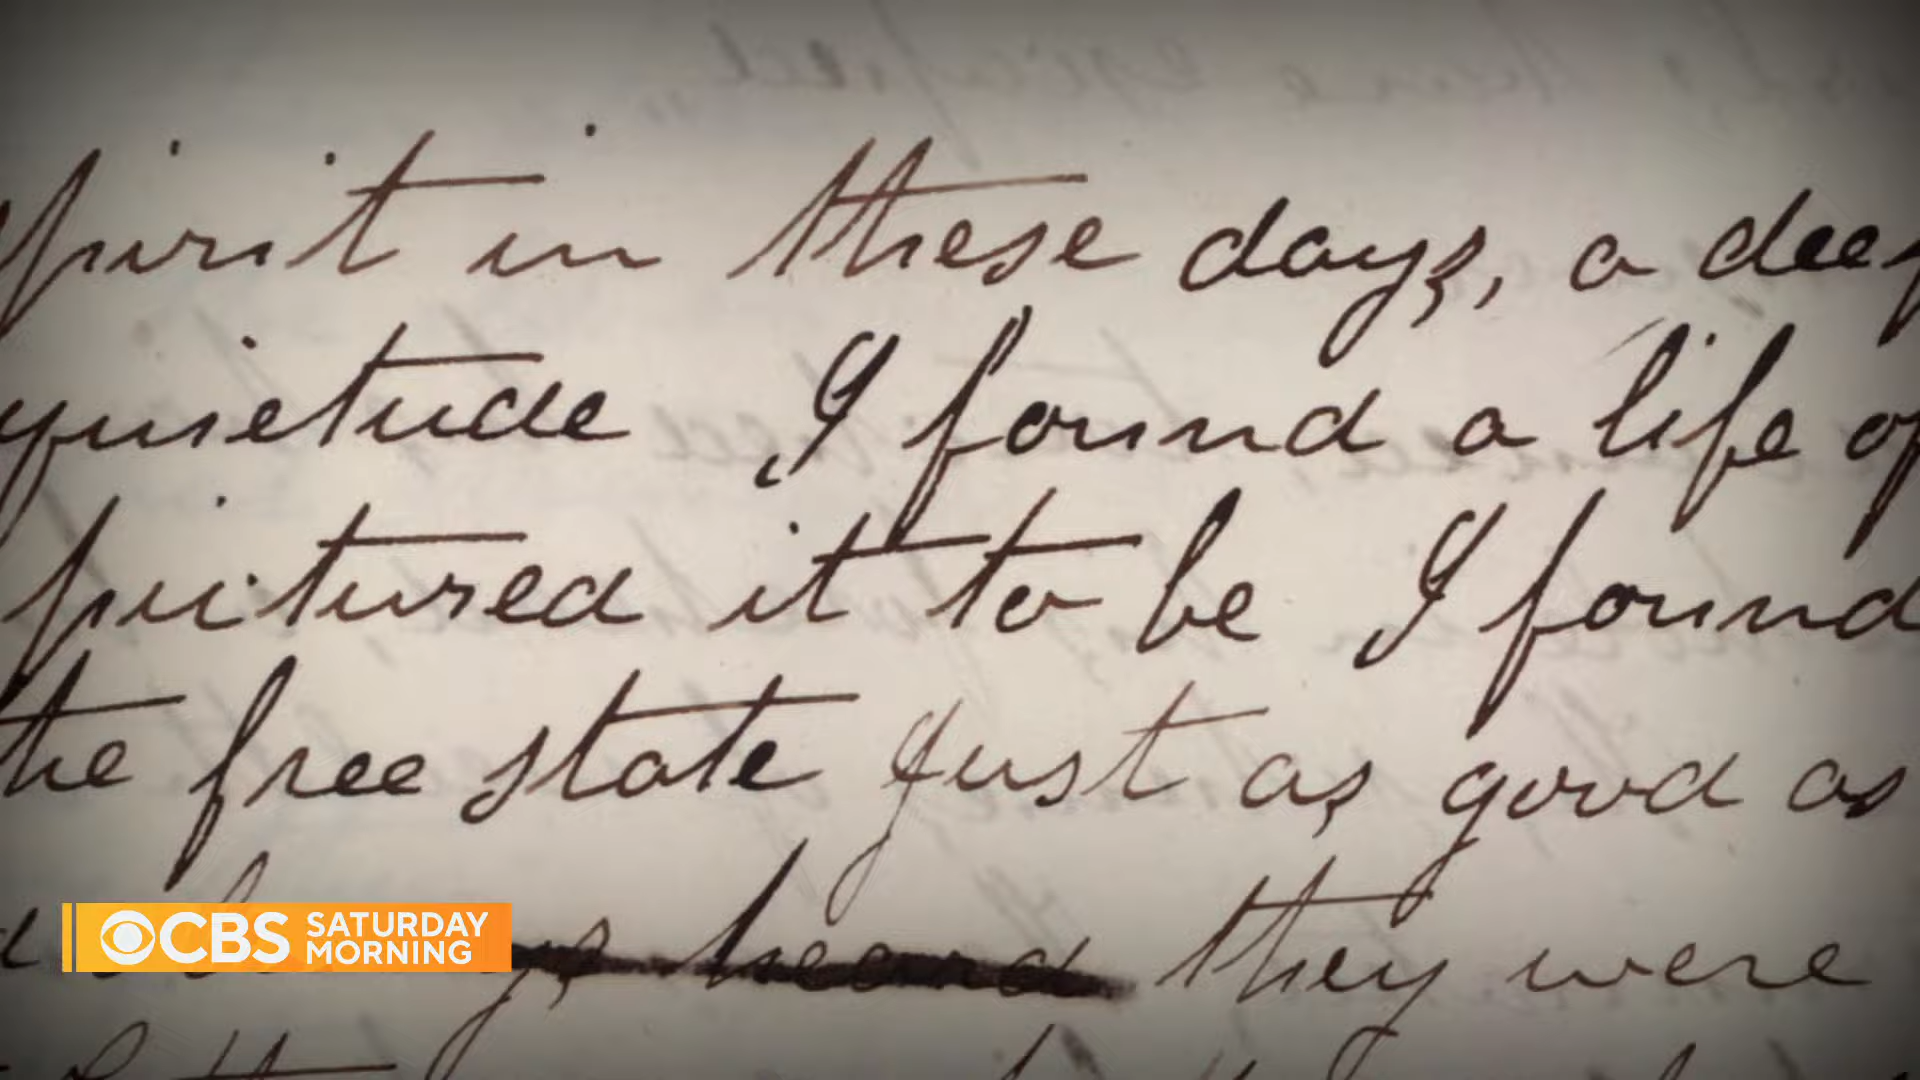 spirit in these days, a deep
quietude I found a life of
pictured it to be I found
the free state Just as good as
heard they were
CBS SATURDAY
MORNING